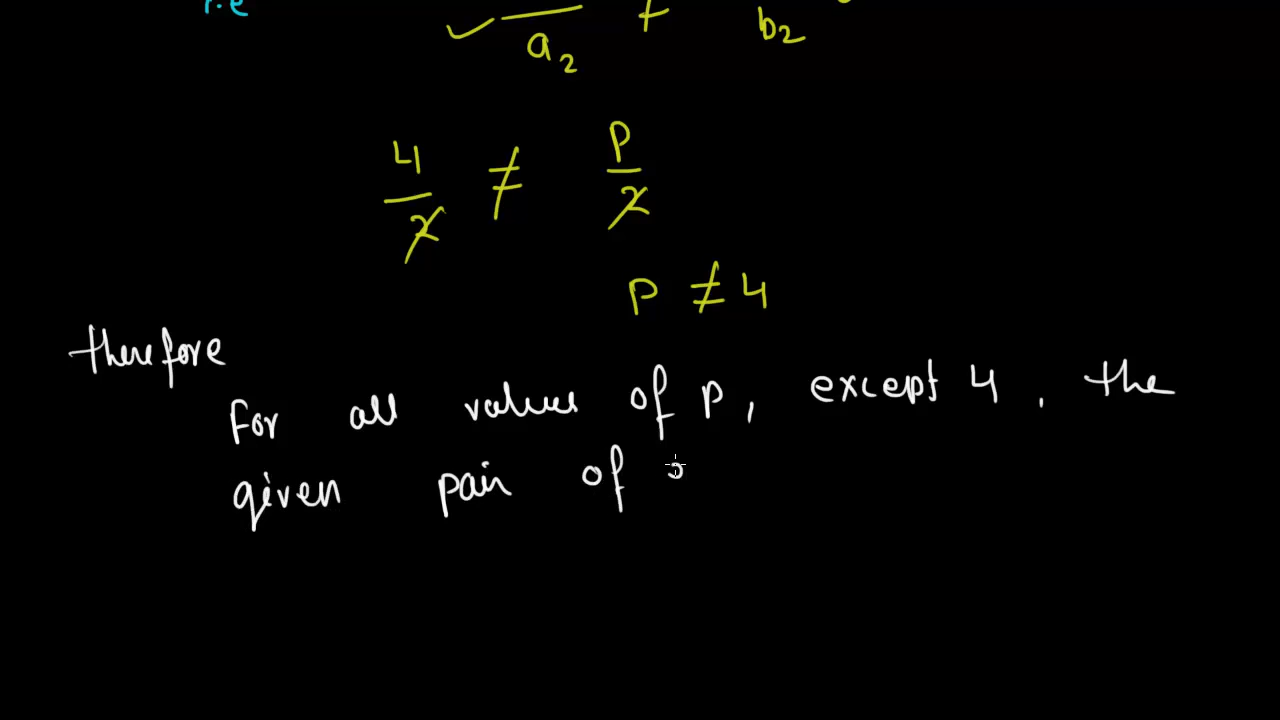 i.e
a2 ≠ b2
4/2 ≠ P/2
P ≠ 4
therefore
For all values of P, except 4, the
given pair of